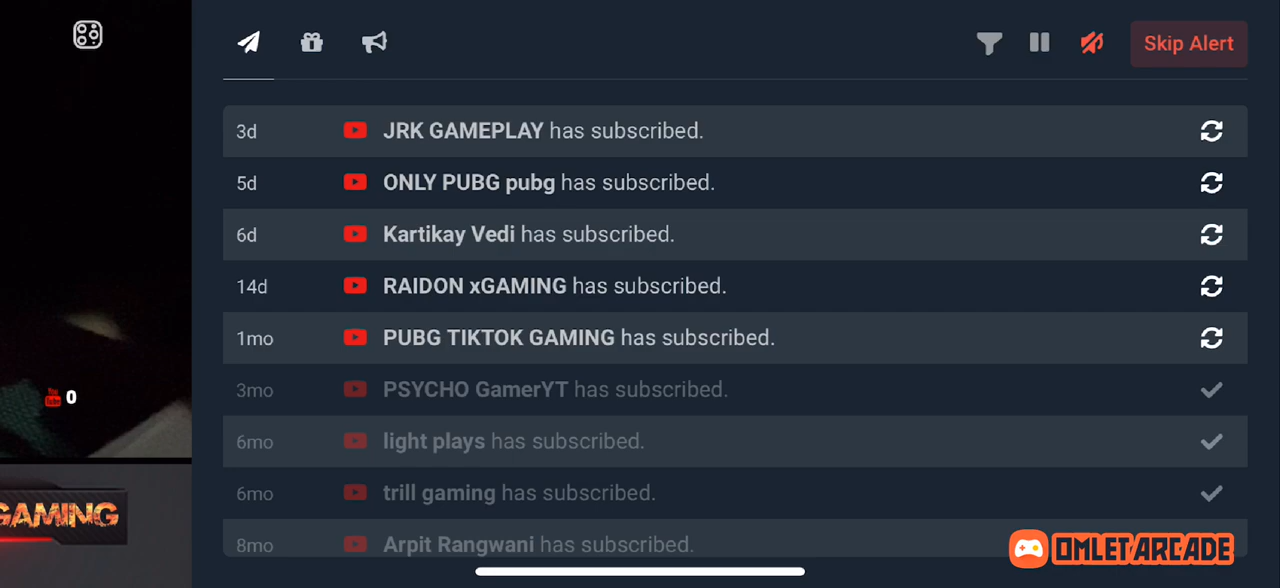 Skip Alert
3d JRK GAMEPLAY has subscribed.
5d ONLY PUBG pubg has subscribed.
6d Kartikay Vedi has subscribed.
14d RAIDON xGAMING has subscribed.
1mo PUBG TIKTOK GAMING has subscribed.
3mo PSYCHO GamerYT has subscribed.
0
6mo light plays has subscribed.
6mo trill gaming has subscribed.
GAMING
8mo Arpit Rangwani has subscribed.
OMLET ARCADE